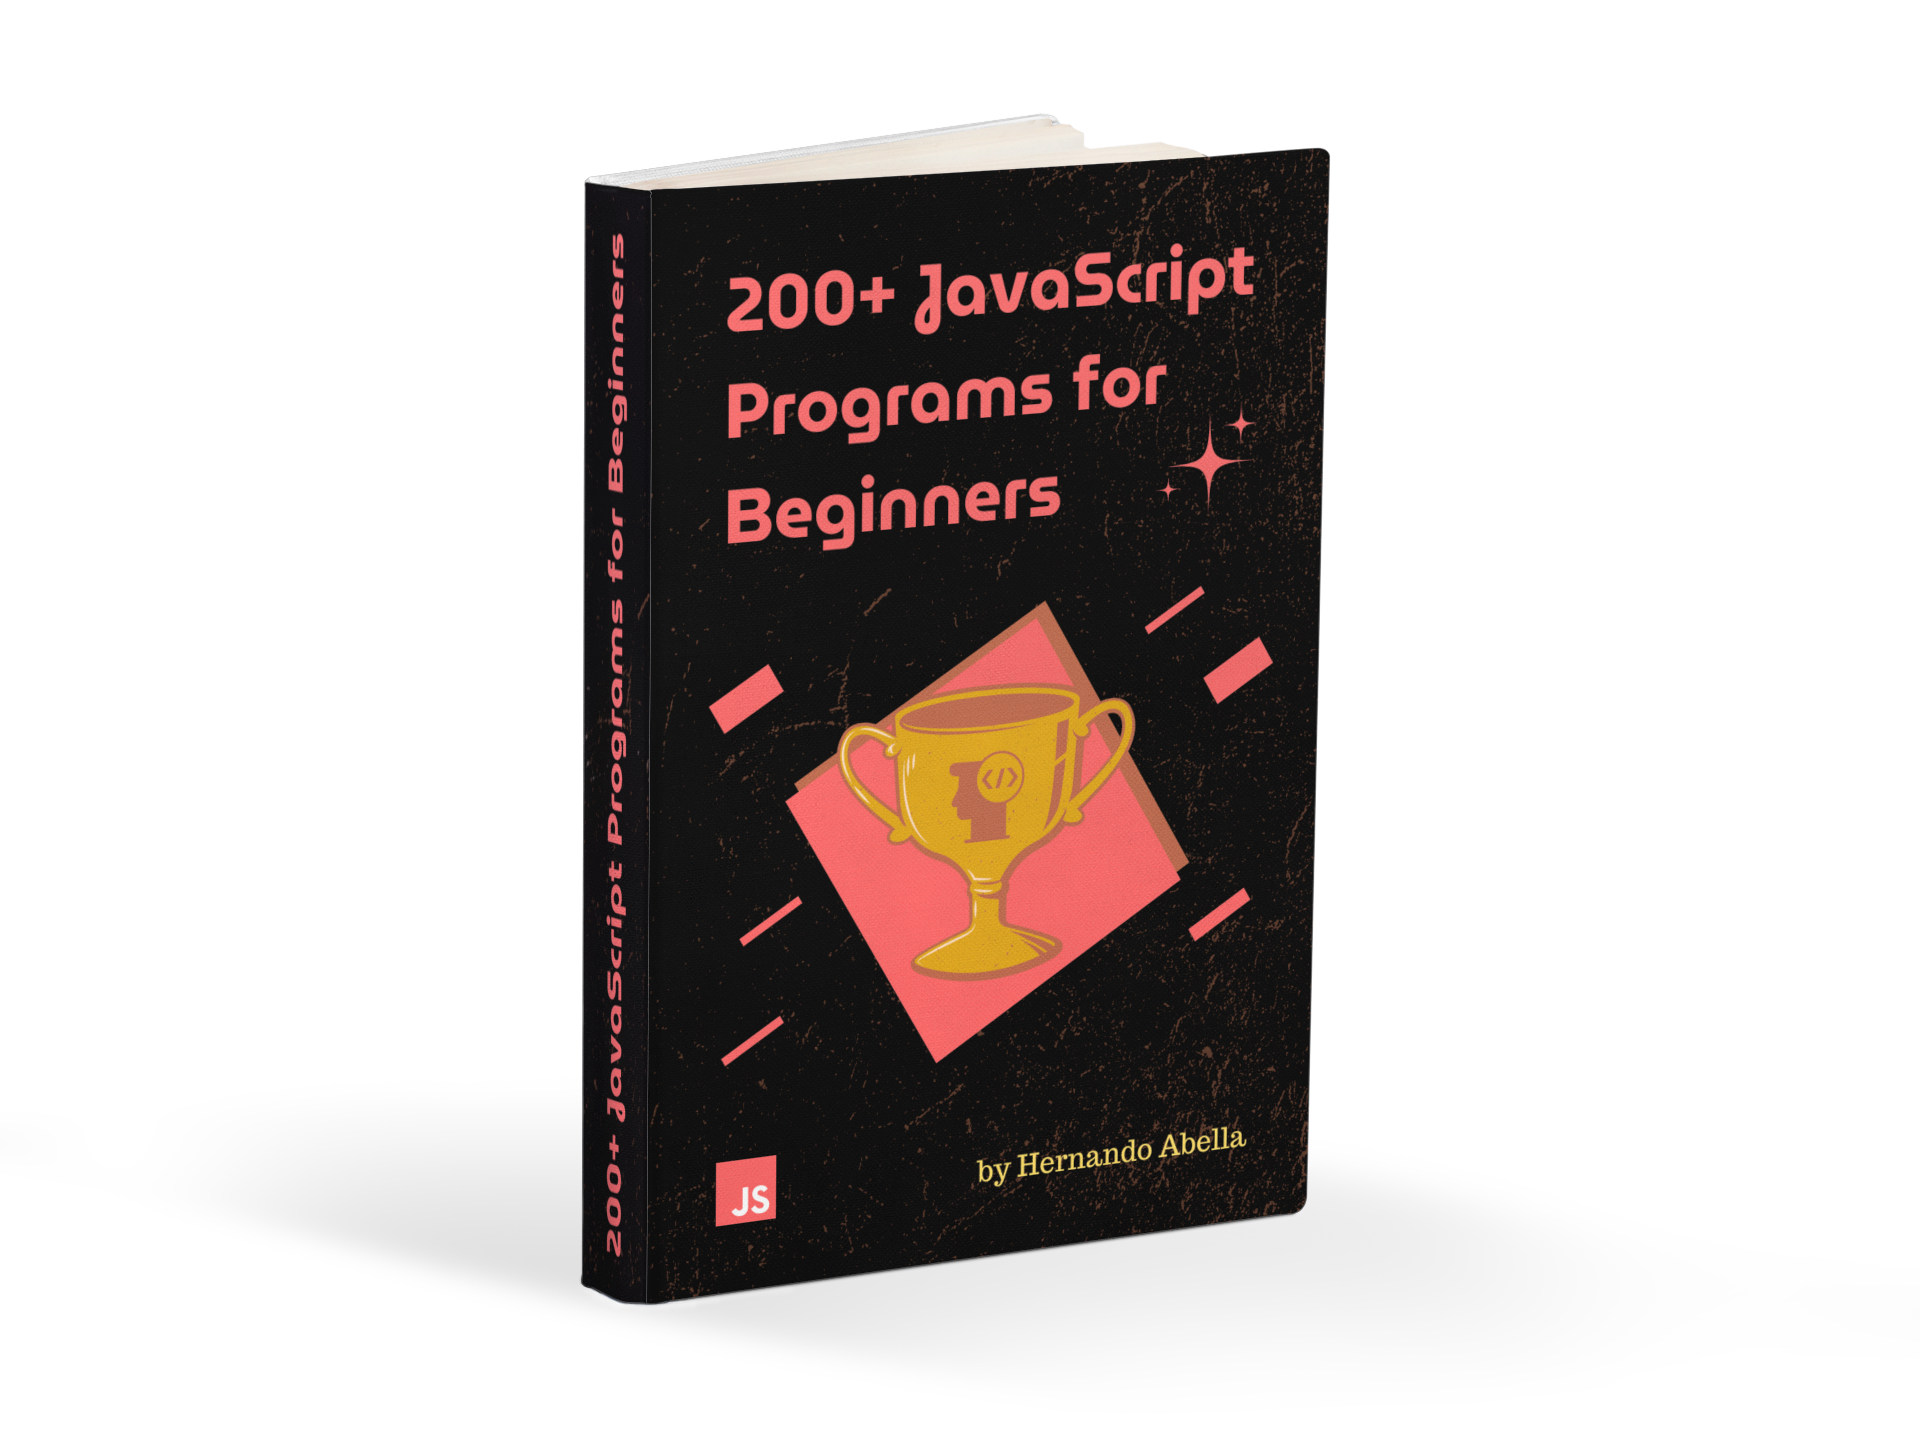 200+ JavaScript
Programs for
Beginners
</>
by Hernando Abella
JS
200+ JavaScript Programs for Beginners